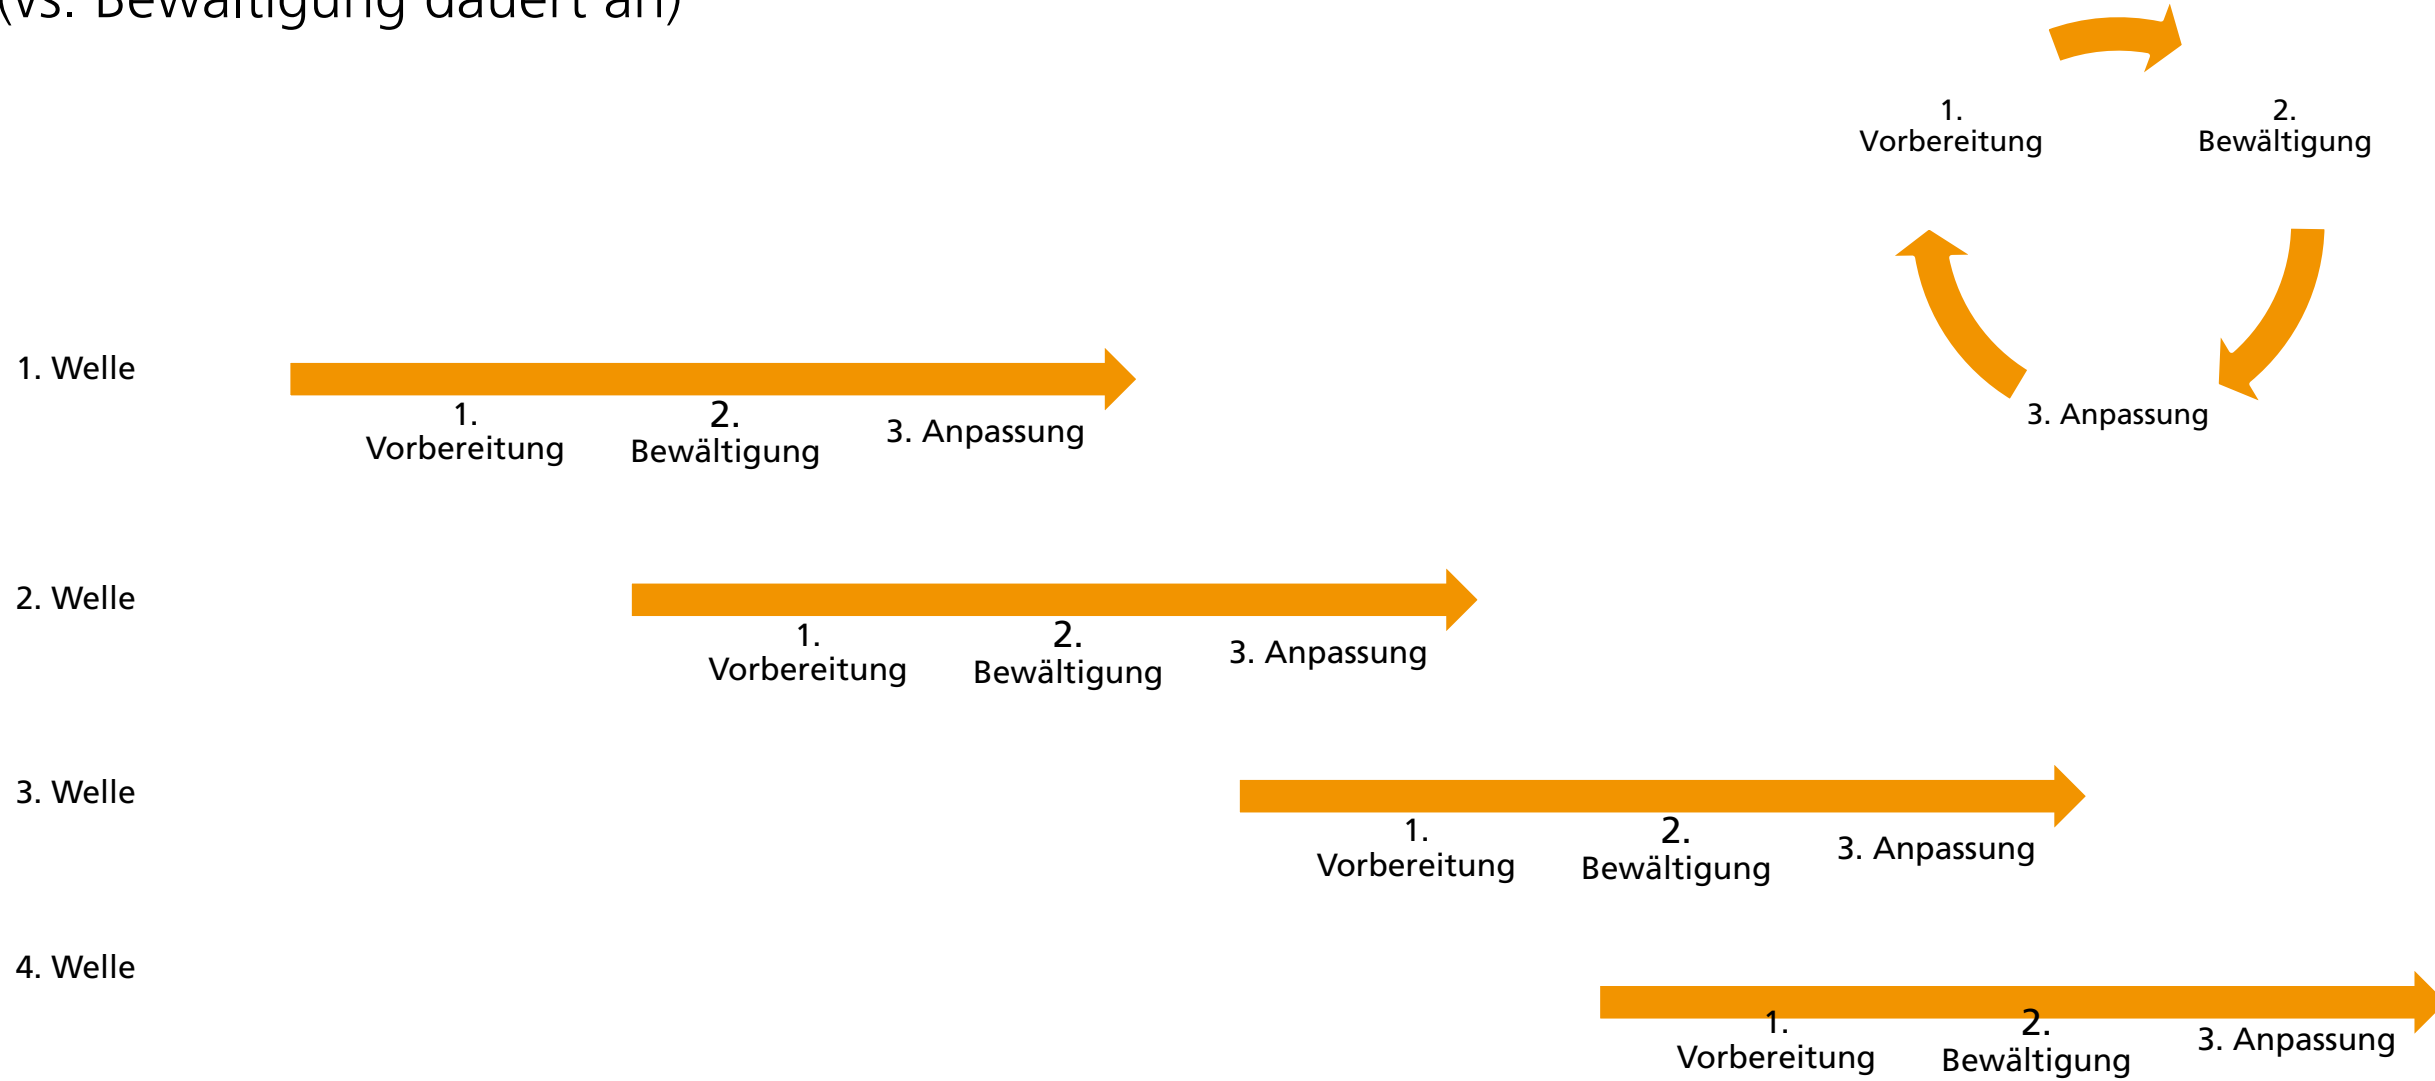 (vs. Bewältigung dauert an)
1.
Vorbereitung
2.
Bewältigung
3. Anpassung
1. Welle
1.
Vorbereitung
2.
Bewältigung
3. Anpassung
2. Welle
1.
Vorbereitung
2.
Bewältigung
3. Anpassung
3. Welle
1.
Vorbereitung
2.
Bewältigung
3. Anpassung
4. Welle
1.
Vorbereitung
2.
Bewältigung
3. Anpassung